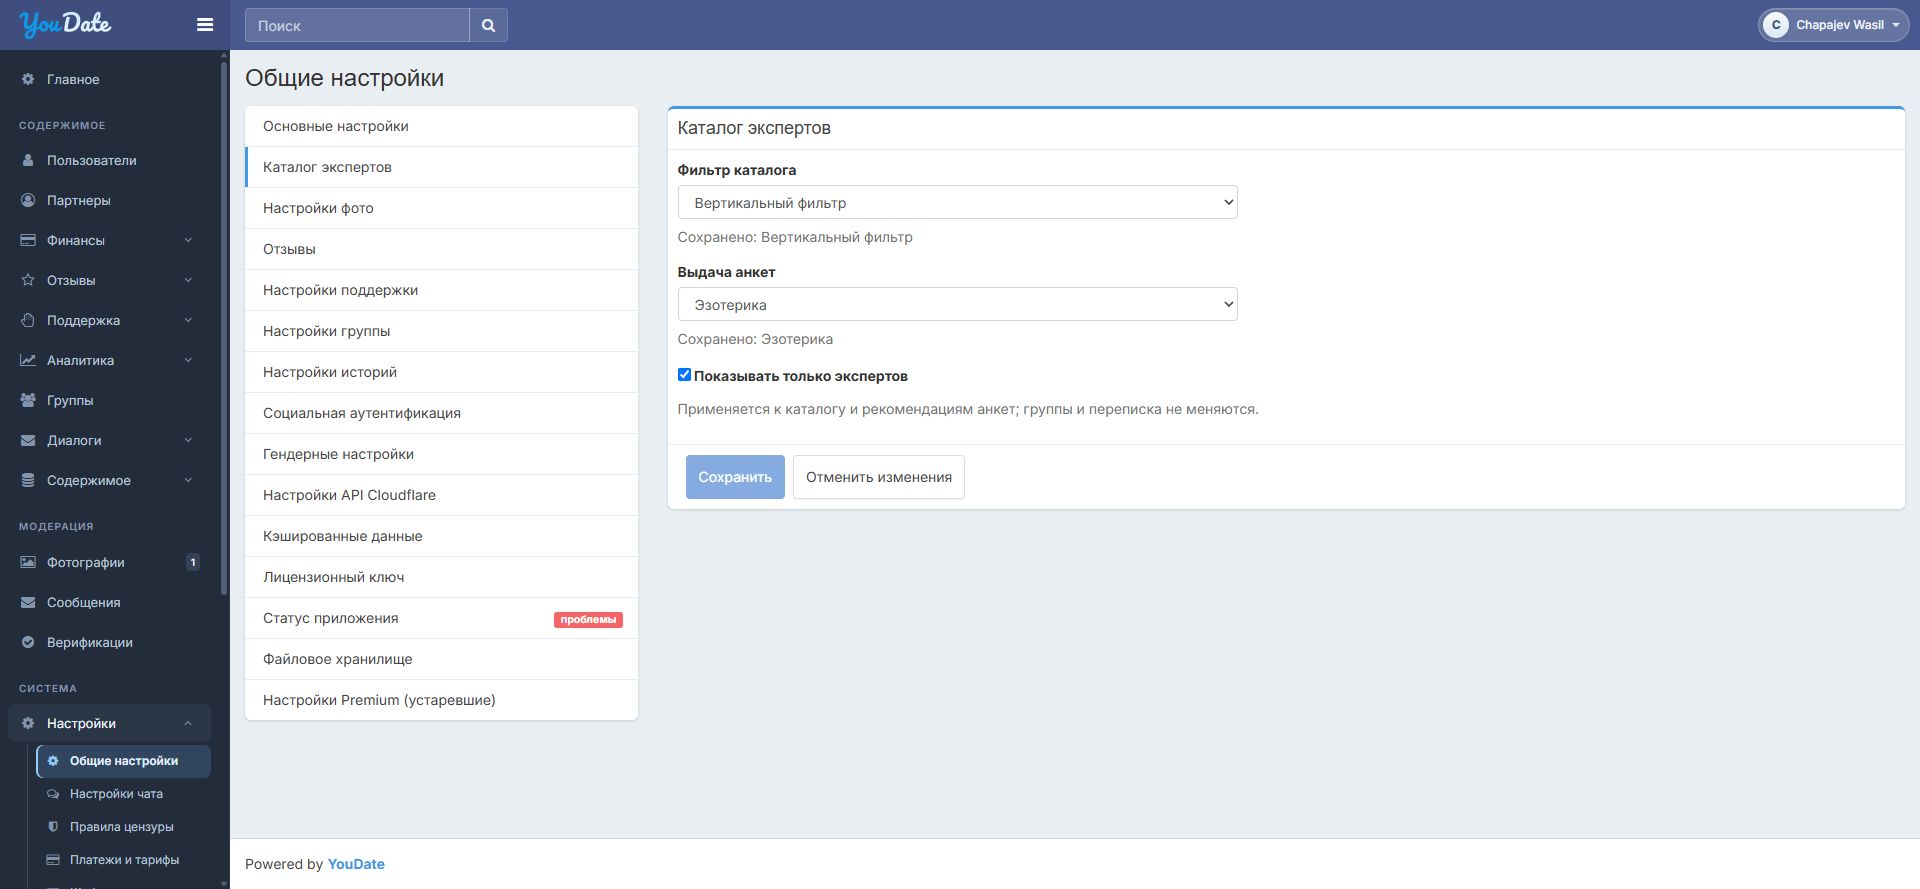 YouDate
Поиск
C
Chapajev Wasil
Главное
СОДЕРЖИМОЕ
Пользователи
Партнеры
Финансы
Отзывы
Поддержка
Аналитика
Группы
Диалоги
Содержимое
МОДЕРАЦИЯ
Фотографии
1
Сообщения
Верификации
СИСТЕМА
Настройки
Общие настройки
Настройки чата
Правила цензуры
Платежи и тарифы
Общие настройки
Основные настройки
Каталог экспертов
Настройки фото
Отзывы
Настройки поддержки
Настройки группы
Настройки историй
Социальная аутентификация
Гендерные настройки
Настройки API Cloudflare
Кэшированные данные
Лицензионный ключ
Статус приложения
проблемы
Файловое хранилище
Настройки Premium (устаревшие)
Каталог экспертов
Фильтр каталога
Вертикальный фильтр
Сохранено: Вертикальный фильтр
Выдача анкет
Эзотерика
Сохранено: Эзотерика
Показывать только экспертов
Применяется к каталогу и рекомендациям анкет; группы и переписка не меняются.
Сохранить
Отменить изменения
Powered by YouDate